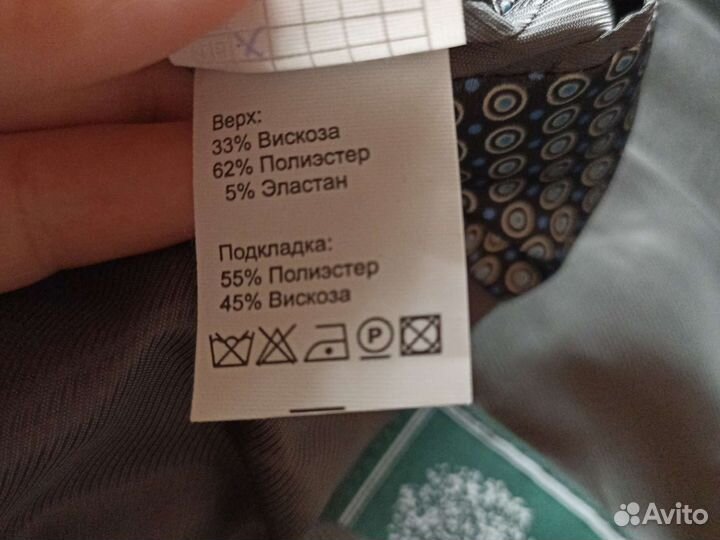 Верх:
33% Вискоза
62% Полиэстер
5% Эластан
Подкладка:
55% Полиэстер
45% Вискоза
P
Avito